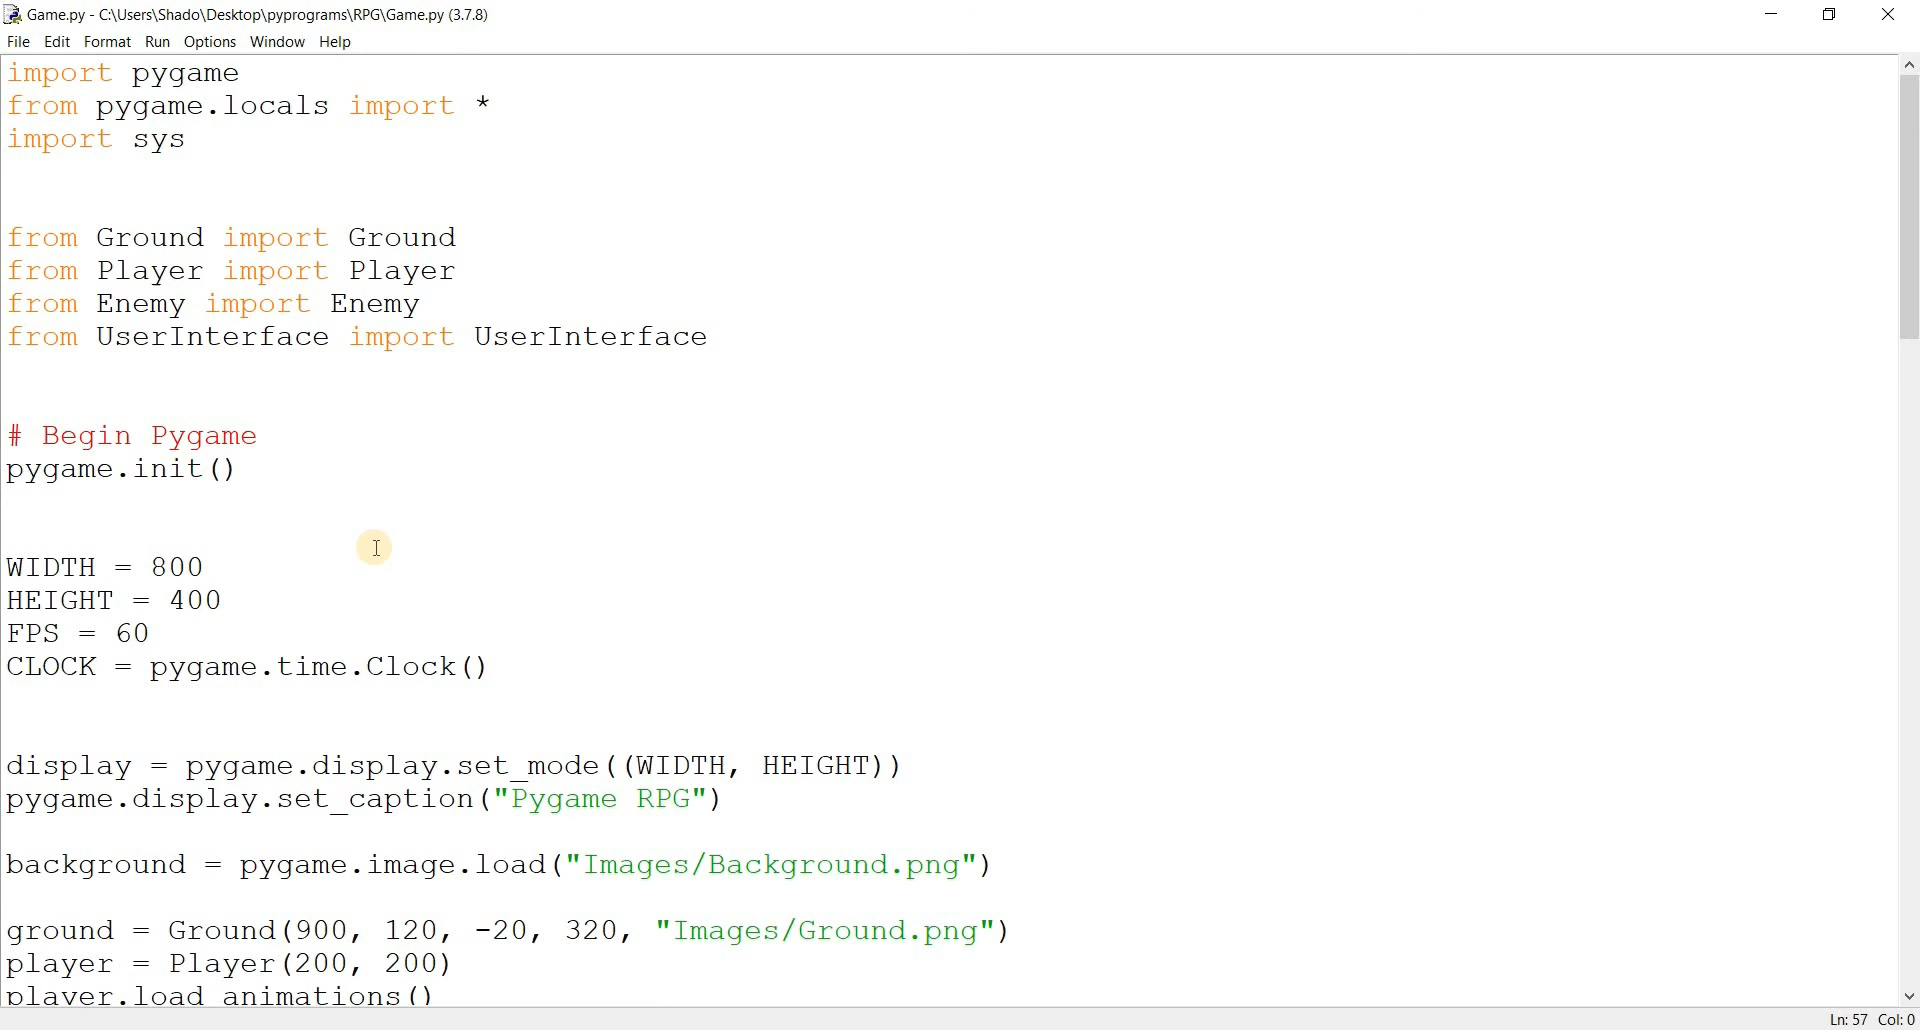 Game.py - C:\Users\Shado\Desktop\pyprograms\RPG\Game.py (3.7.8)
File Edit Format Run Options Window Help
import pygame
from pygame.locals import *
import sys
from Ground import Ground
from Player import Player
from Enemy import Enemy
from UserInterface import UserInterface
# Begin Pygame
pygame.init()
WIDTH = 800
HEIGHT = 400
FPS = 60
CLOCK = pygame.time.Clock()
display = pygame.display.set_mode((WIDTH, HEIGHT))
pygame.display.set_caption("Pygame RPG")
background = pygame.image.load("Images/Background.png")
ground = Ground(900, 120, -20, 320, "Images/Ground.png")
player = Player(200, 200)
player.load_animations()
Ln: 57 Col: 0